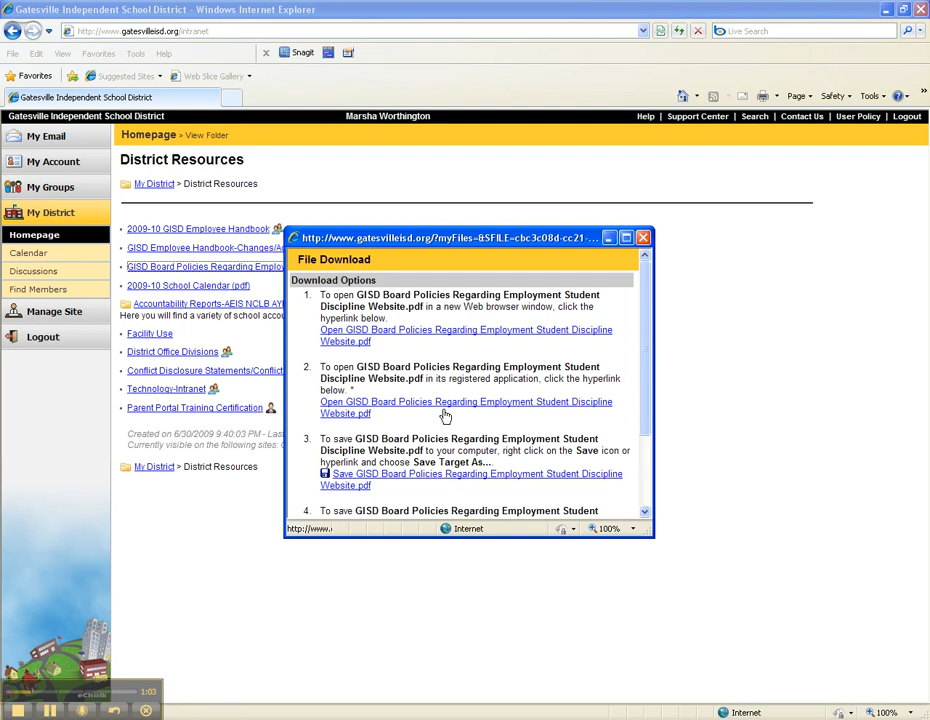 Gatesville Independent School District - Windows Internet Explorer
http://www.gatesvilleisd.org/intranet
Live Search
File Edit View Favorites Tools Help
Snagit
Favorites Suggested Sites Web Slice Gallery
Gatesville Independent School District
Page Safety Tools
Gatesville Independent School District Marsha Worthington Help | Support Center | Search | Contact Us | User Policy | Logout
My Email
My Account
My Groups
My District
Homepage
Calendar
Discussions
Find Members
Manage Site
Logout
Homepage > View Folder
District Resources
My District > District Resources
2009-10 GISD Employee Handbook
GISD Employee Handbook-Changes/A
GISD Board Policies Regarding Emplo
2009-10 School Calendar (pdf)
Accountability Reports-AEIS NCLB AY
Here you will find a variety of school accou
Facility Use
District Office Divisions
Conflict Disclosure Statements/Conflict
Technology-Intranet
Parent Portal Training Certification
Created on 6/30/2009 9:40:03 PM - Las
Currently visible on the following sites:
My District > District Resources
http://www.gatesvilleisd.org/?myFiles=&SFILE=cbc3c08d-cc21-...
File Download
Download Options
1. To open GISD Board Policies Regarding Employment Student
Discipline Website.pdf in a new Web browser window, click the
hyperlink below.
Open GISD Board Policies Regarding Employment Student Discipline
Website.pdf
2. To open GISD Board Policies Regarding Employment Student
Discipline Website.pdf in its registered application, click the hyperlink
below. *
Open GISD Board Policies Regarding Employment Student Discipline
Website.pdf
3. To save GISD Board Policies Regarding Employment Student
Discipline Website.pdf to your computer, right click on the Save icon or
hyperlink and choose Save Target As...
Save GISD Board Policies Regarding Employment Student Discipline
Website.pdf
4. To save GISD Board Policies Regarding Employment Student
http://www. Internet 100%
eChalk
1:03
Internet 100%